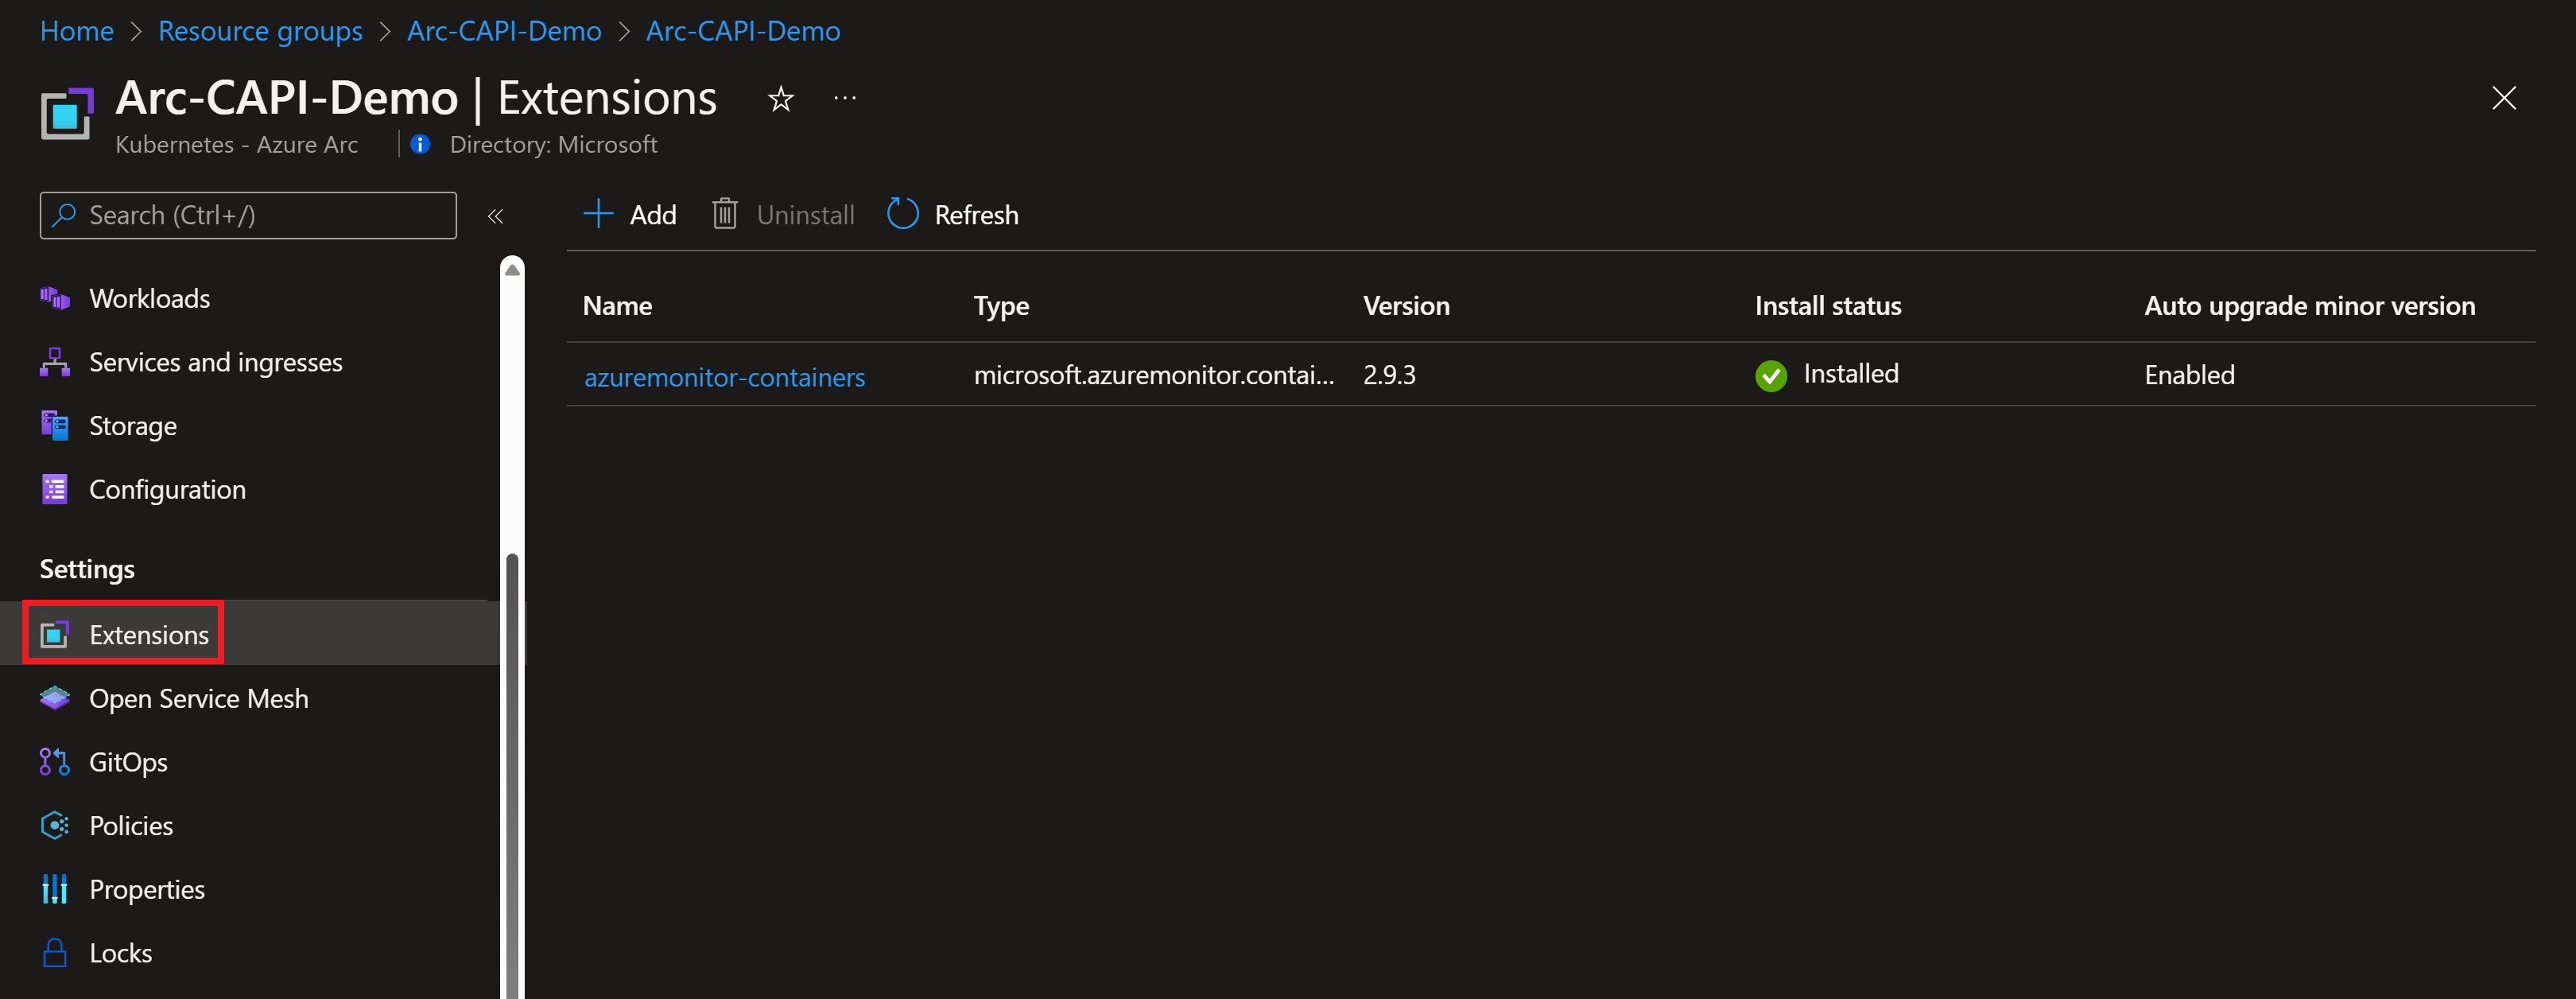 Home > Resource groups > Arc-CAPI-Demo > Arc-CAPI-Demo
Arc-CAPI-Demo | Extensions
Kubernetes - Azure Arc | Directory: Microsoft
Search (Ctrl+/)
Workloads
Services and ingresses
Storage
Configuration
Settings
Extensions
Open Service Mesh
GitOps
Policies
Properties
Locks
Add Uninstall Refresh
Name Type Version Install status Auto upgrade minor version
azuremonitor-containers microsoft.azuremonitor.contai... 2.9.3 Installed Enabled